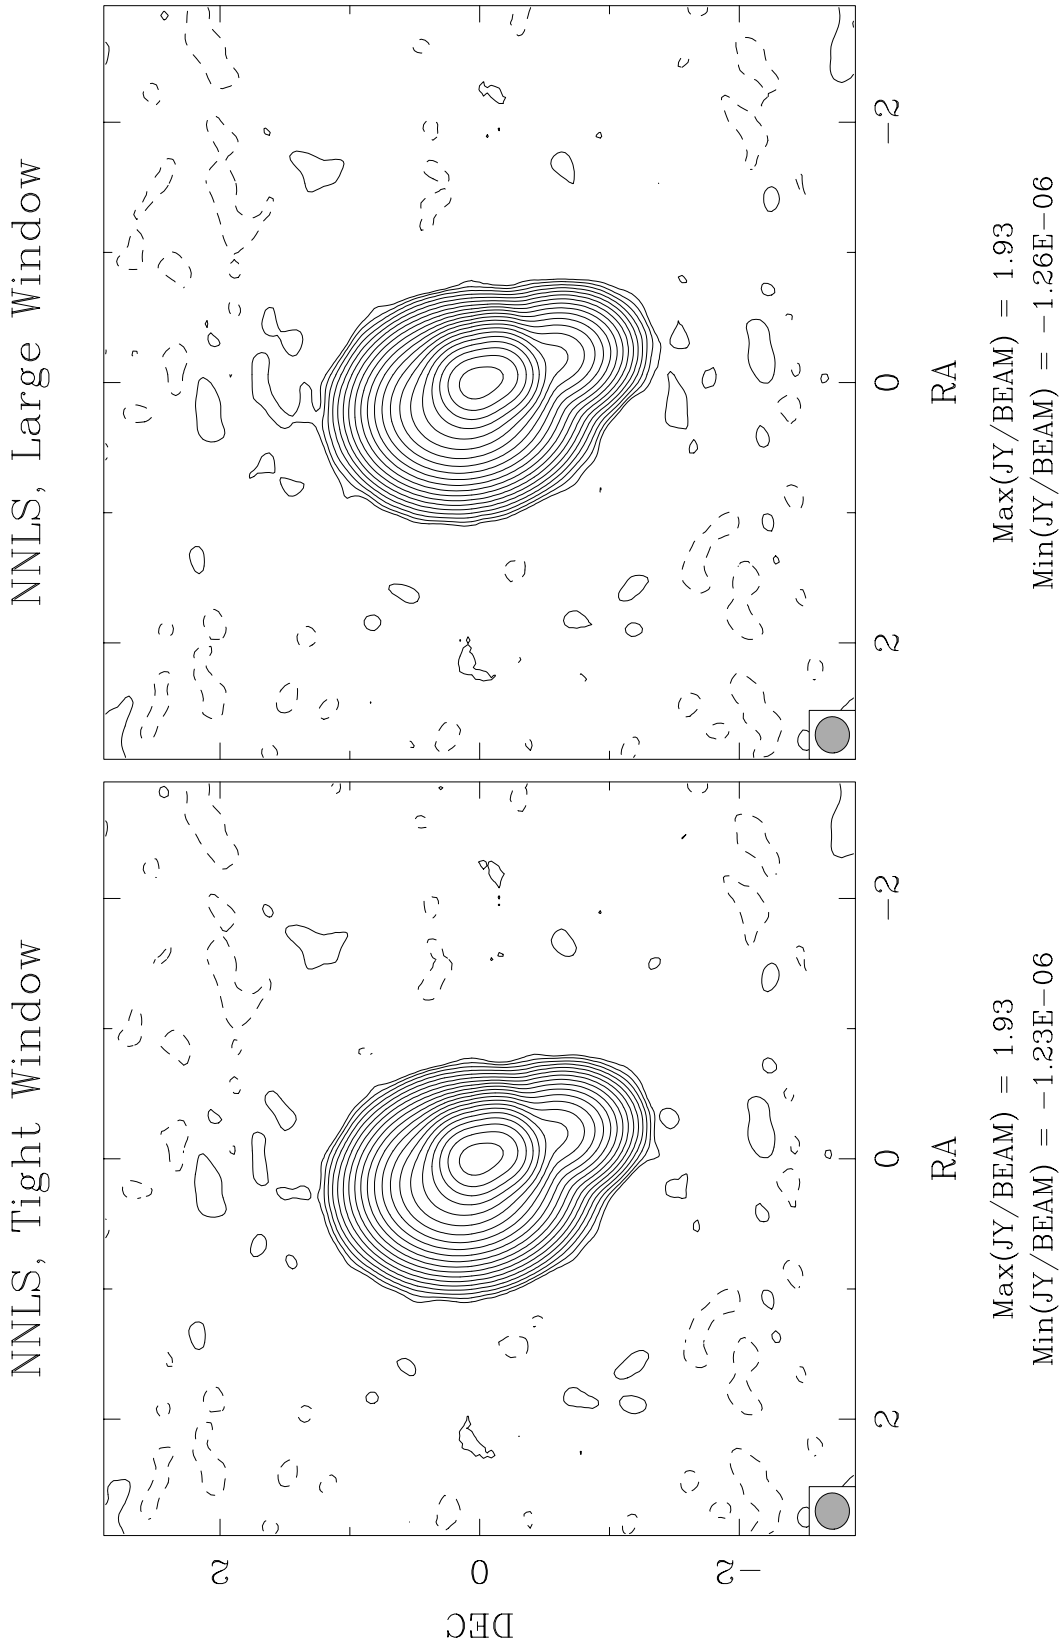 NNLS, Tight Window
NNLS, Large Window
DEC
2
0
−2
2
0
−2
2
0
−2
RA
RA
Max(JY/BEAM) = 1.93
Min(JY/BEAM) = −1.23E−06
Max(JY/BEAM) = 1.93
Min(JY/BEAM) = −1.26E−06